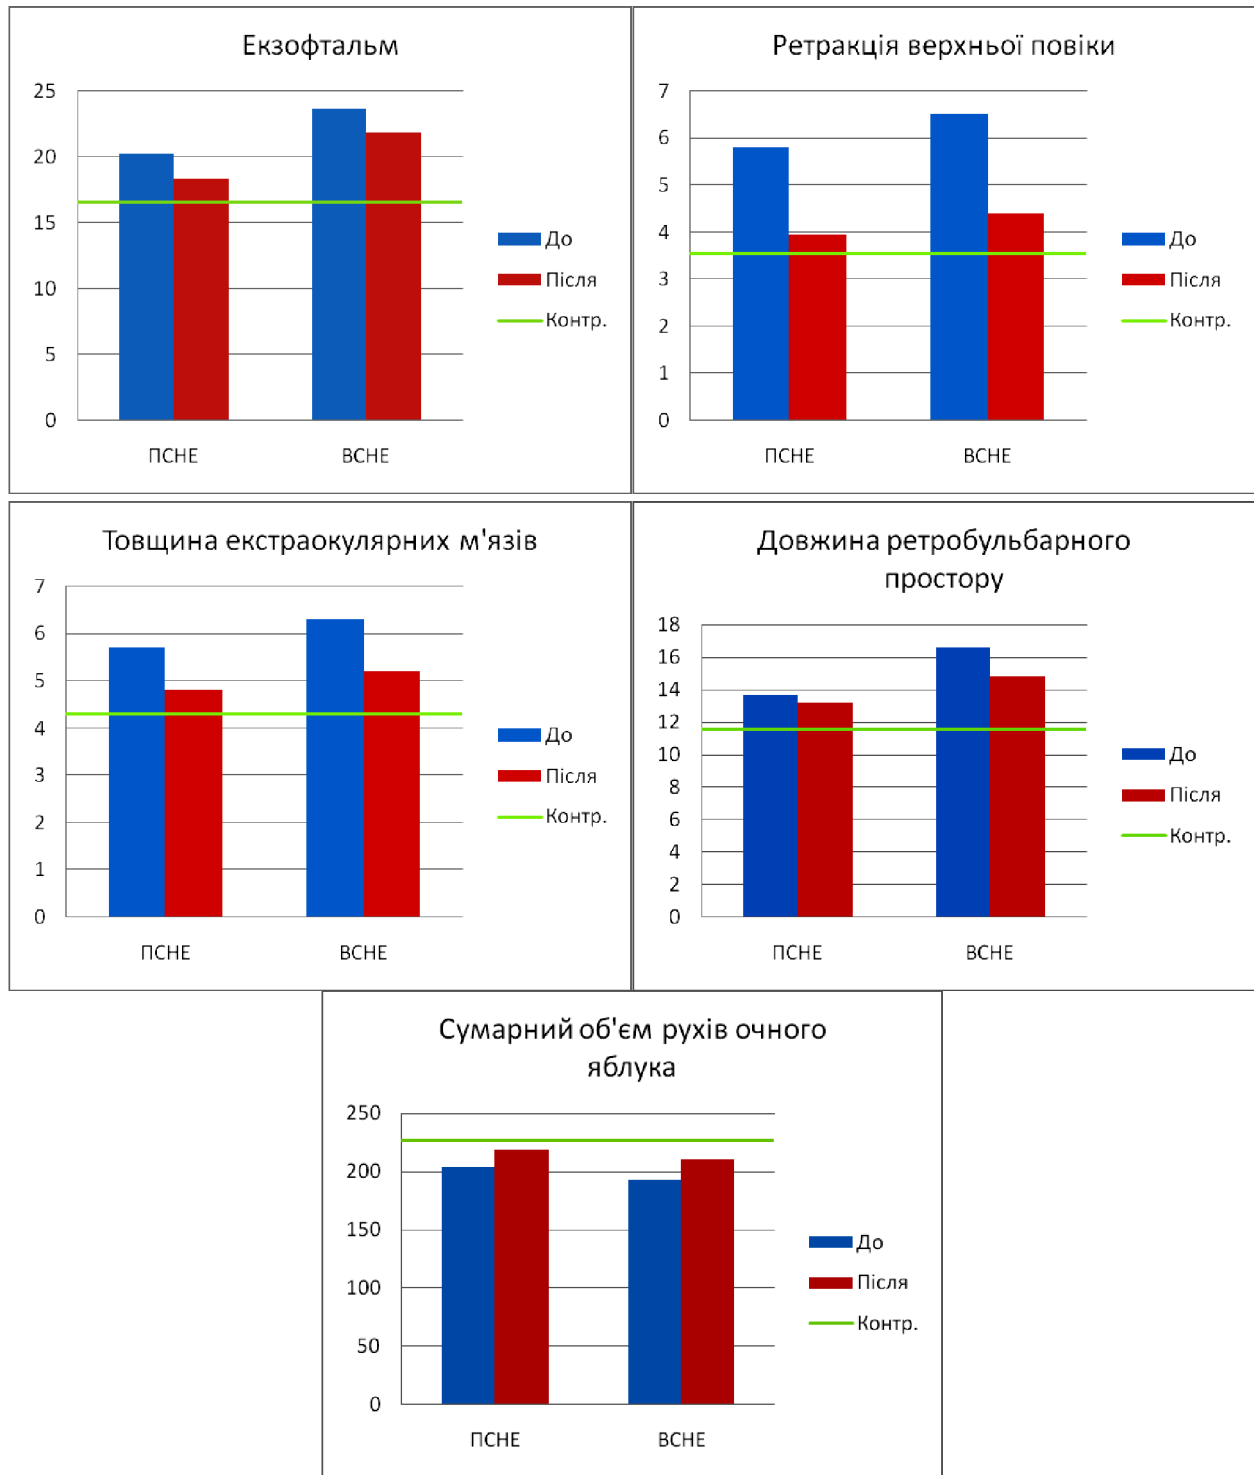 Екзофтальм
25
20
15
10
5
0
ПСНЕ ВСНЕ
До
Після
Контр.
Ретракція верхньої повіки
7
6
5
4
3
2
1
0
ПСНЕ ВСНЕ
До
Після
Контр.
Товщина екстраокулярних м'язів
7
6
5
4
3
2
1
0
ПСНЕ ВСНЕ
До
Після
Контр.
Довжина ретробульбарного
простору
18
16
14
12
10
8
6
4
2
0
ПСНЕ ВСНЕ
До
Після
Контр.
Сумарний об'єм рухів очного
яблука
250
200
150
100
50
0
ПСНЕ ВСНЕ
До
Після
Контр.